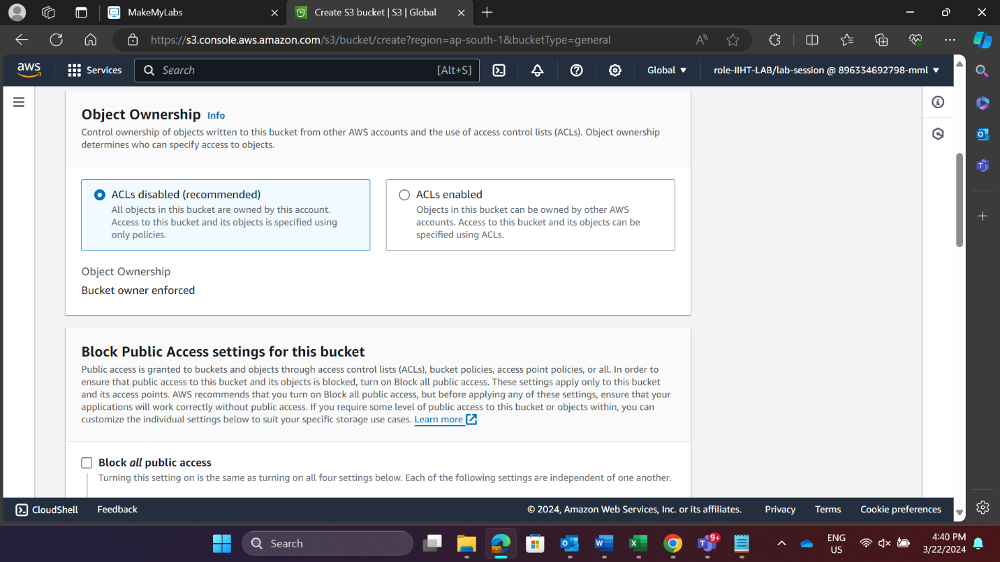 MakeMyLabs
Create S3 bucket | S3 | Global
https://s3.console.aws.amazon.com/s3/bucket/create?region=ap-south-1&bucketType=general
aws
Services
Search
[Alt+S]
Global
role-IIHT-LAB/lab-session @ 896334692798-mml
Object Ownership Info
Control ownership of objects written to this bucket from other AWS accounts and the use of access control lists (ACLs). Object ownership
determines who can specify access to objects.
ACLs disabled (recommended)
All objects in this bucket are owned by this account.
Access to this bucket and its objects is specified using
only policies.
ACLs enabled
Objects in this bucket can be owned by other AWS
accounts. Access to this bucket and its objects can be
specified using ACLs.
Object Ownership
Bucket owner enforced
Block Public Access settings for this bucket
Public access is granted to buckets and objects through access control lists (ACLs), bucket policies, access point policies, or all. In order to
ensure that public access to this bucket and its objects is blocked, turn on Block all public access. These settings apply only to this bucket
and its access points. AWS recommends that you turn on Block all public access, but before applying any of these settings, ensure that your
applications will work correctly without public access. If you require some level of public access to this bucket or objects within, you can
customize the individual settings below to suit your specific storage use cases. Learn more
Block all public access
Turning this setting on is the same as turning on all four settings below. Each of the following settings are independent of one another.
CloudShell
Feedback
© 2024, Amazon Web Services, Inc. or its affiliates.
Privacy
Terms
Cookie preferences
Search
9+
ENG
US
4:40 PM
3/22/2024